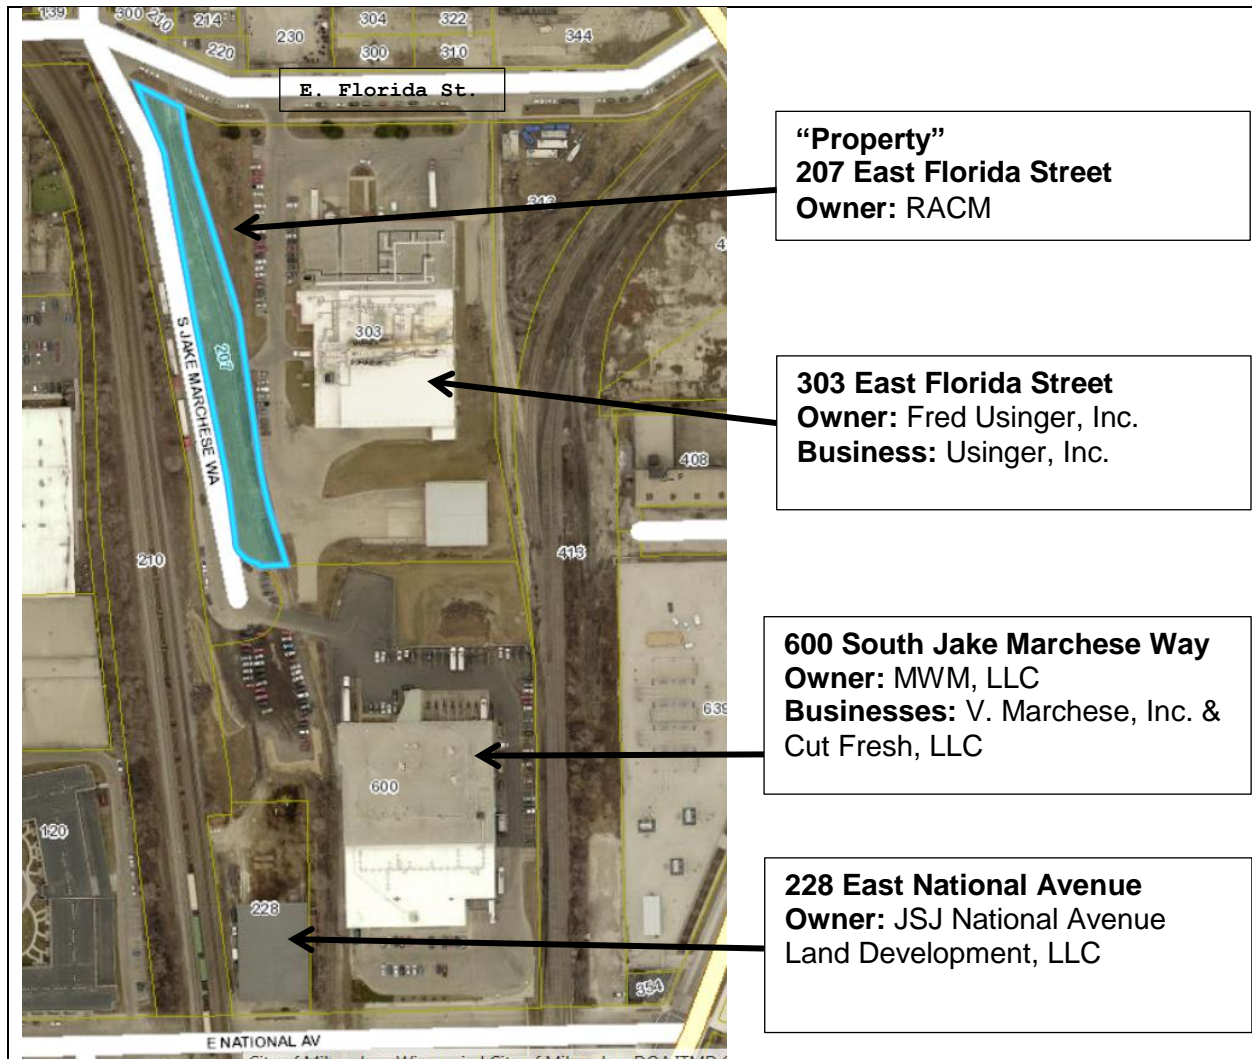 139
300
210
214
304
322
230
344
220
300
310
E. Florida St.
“Property”
207 East Florida Street
Owner: RACM
343
303
207
S JAKE MARCHESE WA
303 East Florida Street
Owner: Fred Usinger, Inc.
Business: Usinger, Inc.
408
210
413
600 South Jake Marchese Way
Owner: MWM, LLC
Businesses: V. Marchese, Inc. &
Cut Fresh, LLC
639
600
120
228
228 East National Avenue
Owner: JSJ National Avenue
Land Development, LLC
354
E NATIONAL AV